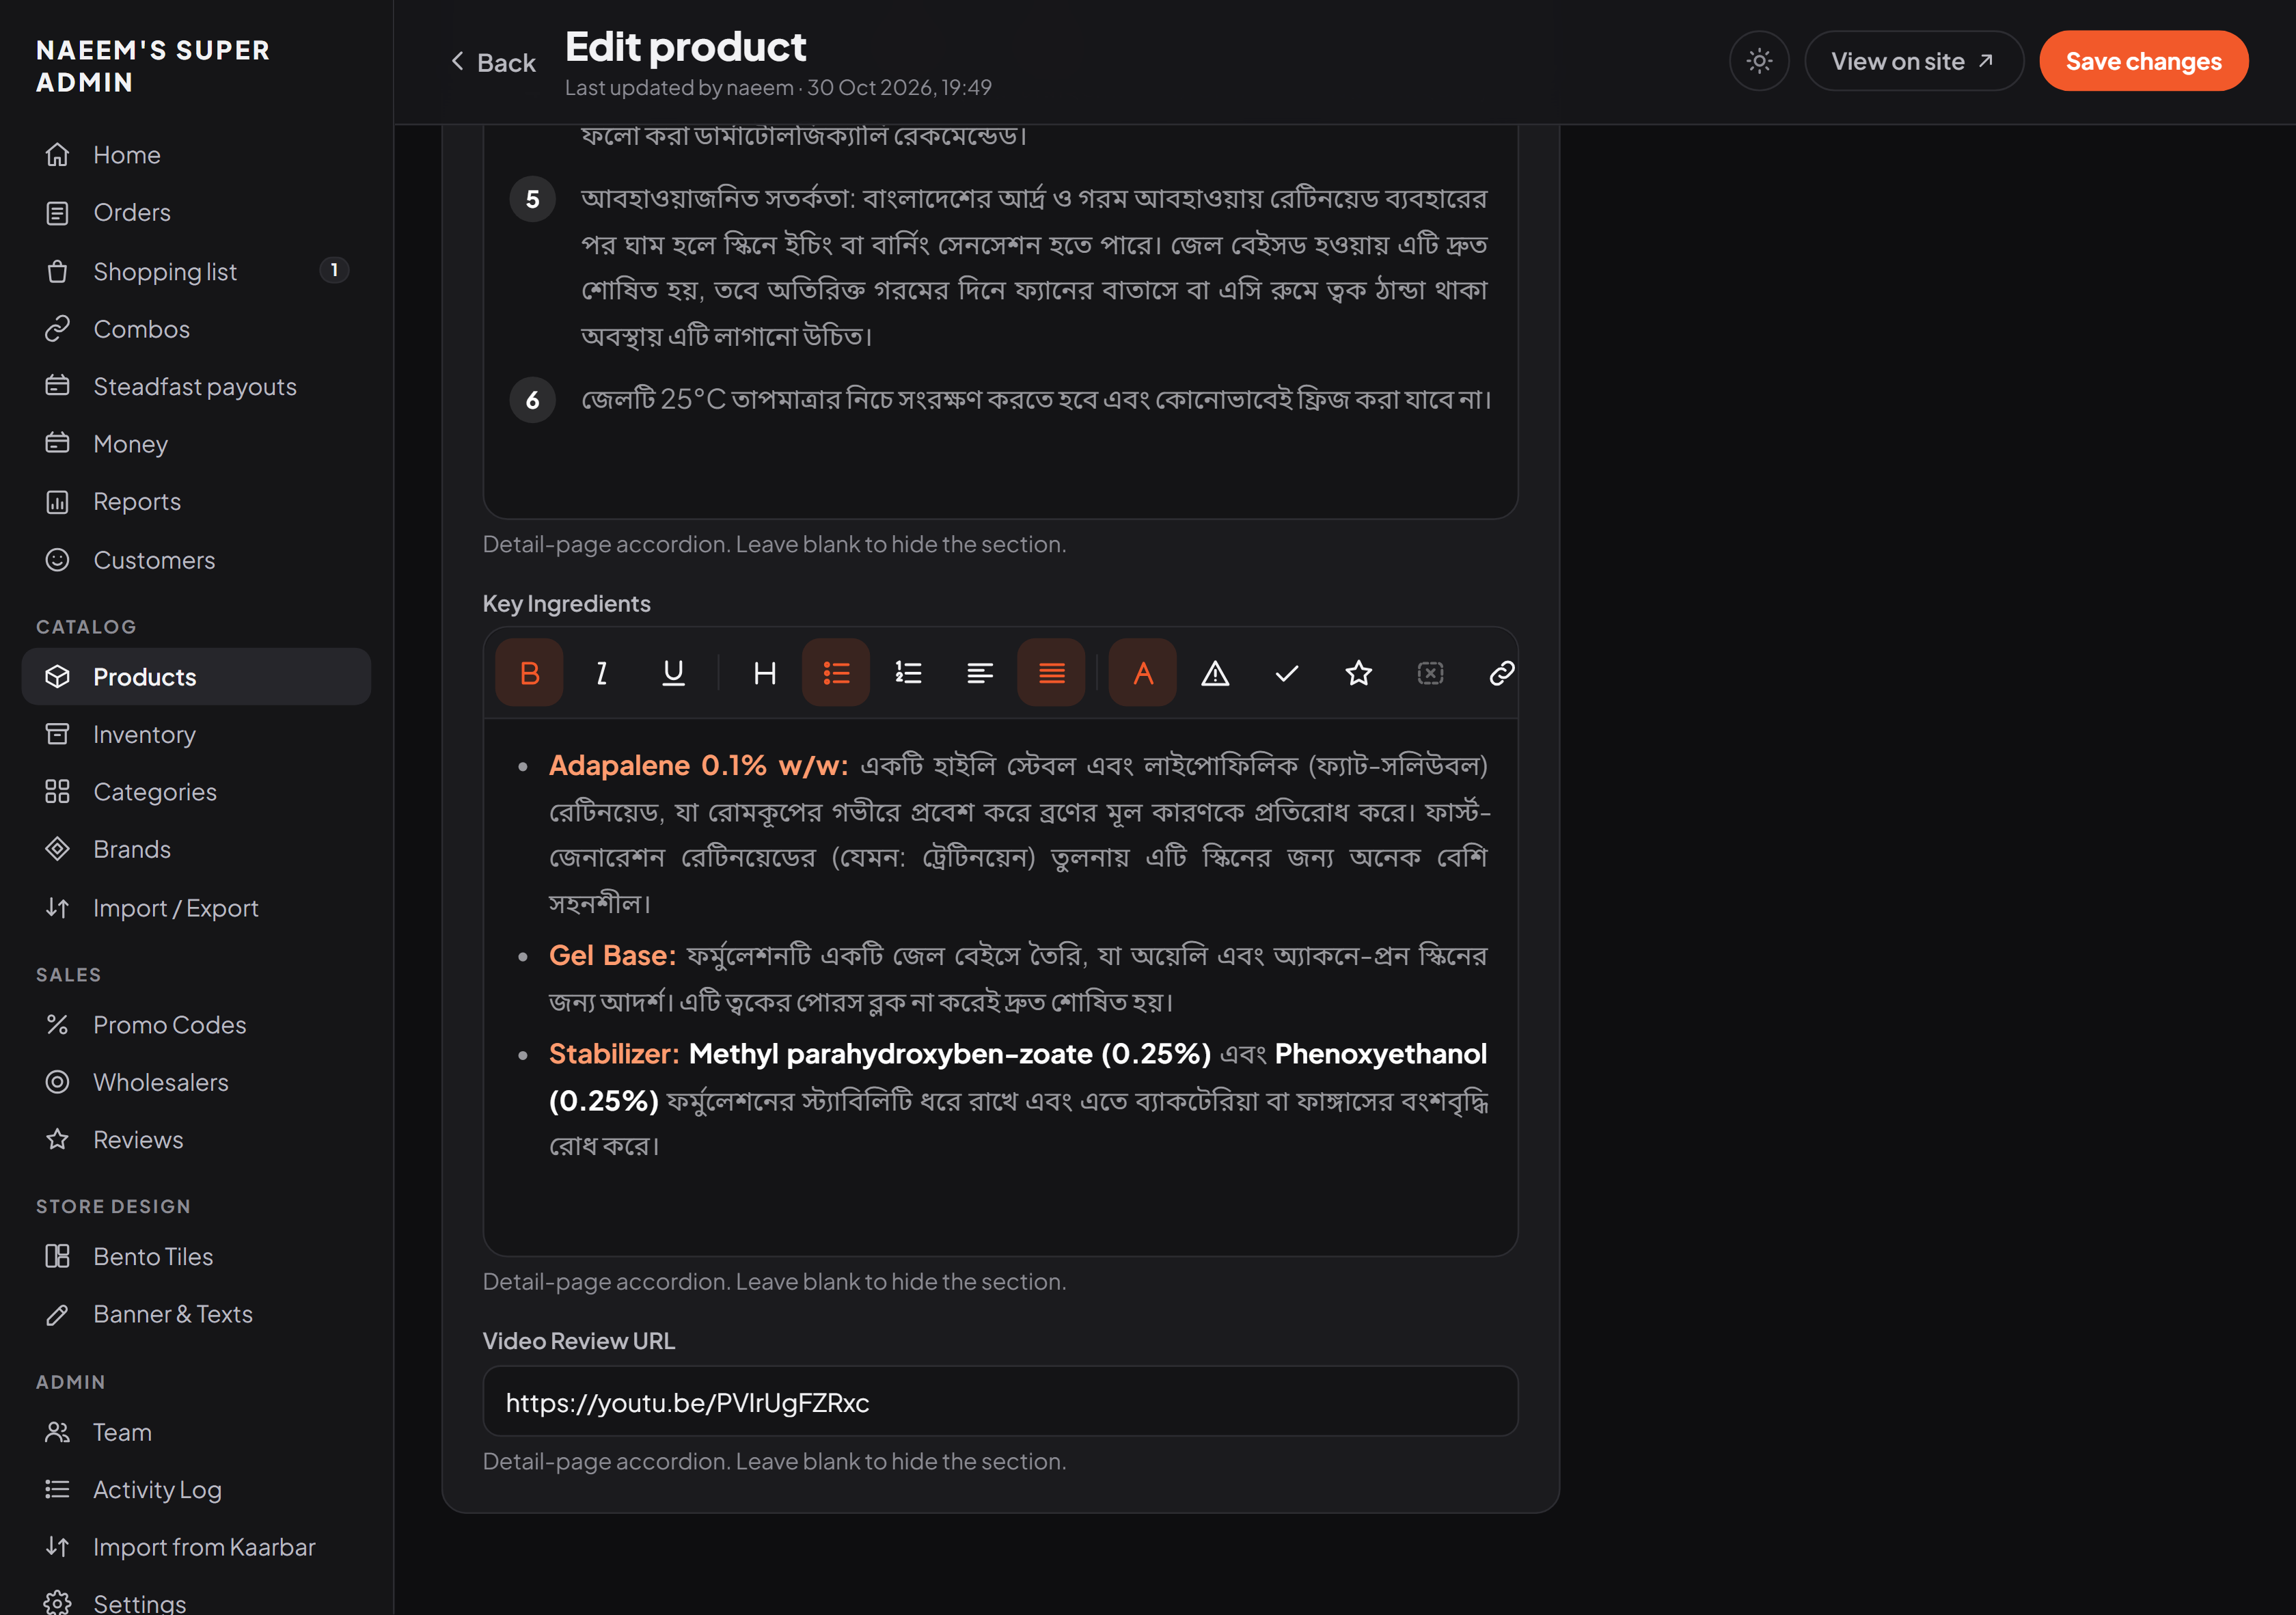 NAEEM'S SUPER
ADMIN
Home
Orders
Shopping list
1
Combos
Steadfast payouts
Money
Reports
Customers
CATALOG
Products
Inventory
Categories
Brands
Import / Export
SALES
Promo Codes
Wholesalers
Reviews
STORE DESIGN
Bento Tiles
Banner & Texts
ADMIN
Team
Activity Log
Import from Kaarbar
Settings
Back
Edit product
Last updated by naeem · 30 Oct 2026, 19:49
View on site
Save changes
ফলো করা ডার্মাটোলজিক্যালি রেকমেন্ডেড।
5
আবহাওয়াজনিত সতর্কতা: বাংলাদেশের আর্দ্র ও গরম আবহাওয়ায় রেটিনয়েড ব্যবহারের
পর ঘাম হলে স্কিনে ইচিং বা বার্নিং সেনসেশন হতে পারে। জেল বেইসড হওয়ায় এটি দ্রুত
শোষিত হয়, তবে অতিরিক্ত গরমের দিনে ফ্যানের বাতাসে বা এসি রুমে ত্বক ঠান্ডা থাকা
অবস্থায় এটি লাগানো উচিত।
6
জেলটি 25°C তাপমাত্রার নিচে সংরক্ষণ করতে হবে এবং কোনোভাবেই ফ্রিজ করা যাবে না।
Detail-page accordion. Leave blank to hide the section.
Key Ingredients
B I U H A
Adapalene 0.1% w/w: একটি হাইলি স্টেবল এবং লাইপোফিলিক (ফ্যাট-সলিউবল)
রেটিনয়েড, যা রোমকূপের গভীরে প্রবেশ করে ব্রণের মূল কারণকে প্রতিরোধ করে। ফার্স্ট-
জেনারেশন রেটিনয়েডের (যেমন: ট্রেটিনয়েন) তুলনায় এটি স্কিনের জন্য অনেক বেশি
সহনশীল।
Gel Base: ফর্মুলেশনটি একটি জেল বেইসে তৈরি, যা অয়েলি এবং অ্যাকনে-প্রন স্কিনের
জন্য আদর্শ। এটি ত্বকের পোরস ব্লক না করেই দ্রুত শোষিত হয়।
Stabilizer: Methyl parahydroxyben-zoate (0.25%) এবং Phenoxyethanol
(0.25%) ফর্মুলেশনের স্ট্যাবিলিটি ধরে রাখে এবং এতে ব্যাকটেরিয়া বা ফাঙ্গাসের বংশবৃদ্ধি
রোধ করে।
Detail-page accordion. Leave blank to hide the section.
Video Review URL
https://youtu.be/PVIrUgFZRxc
Detail-page accordion. Leave blank to hide the section.